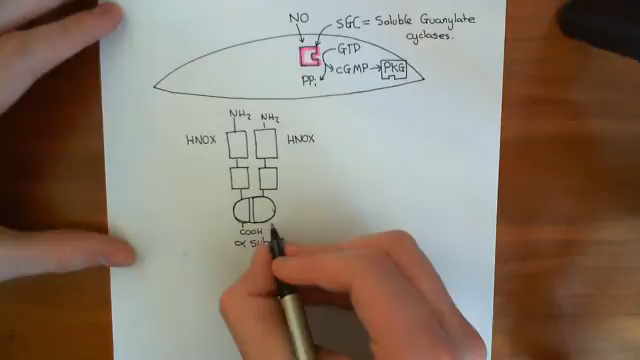 NO
sGC = Soluble Guanylate
cyclases.
GTP
cGMP
PKG
PPi
NH2
NH2
HNOX
HNOX
COOH
α sub